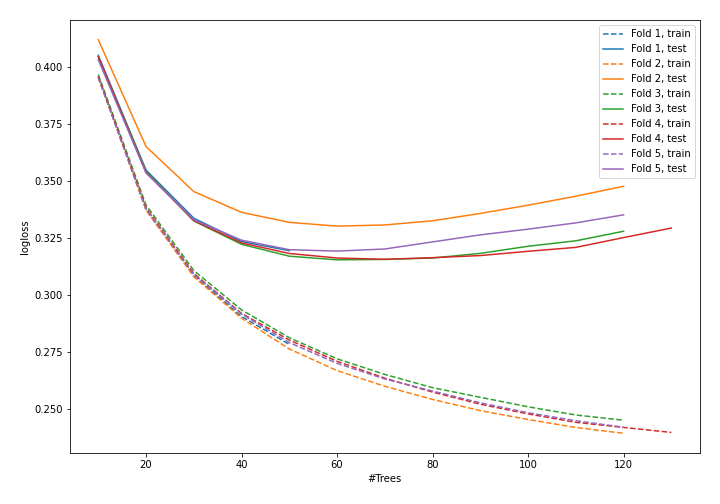 0.400
0.375
0.350
0.325
0.300
0.275
0.250
logloss
20
40
60
80
100
120
#Trees
Fold 1, train
Fold 1, test
Fold 2, train
Fold 2, test
Fold 3, train
Fold 3, test
Fold 4, train
Fold 4, test
Fold 5, train
Fold 5, test